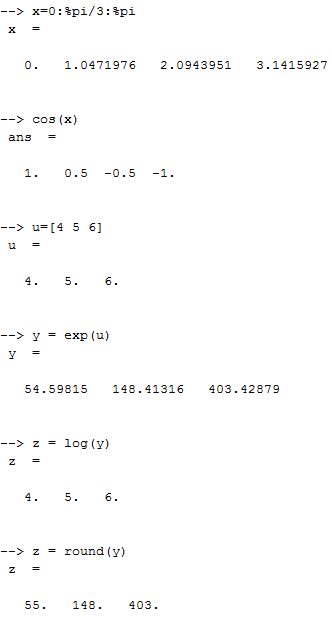 --> x=0:%pi/3:%pi
x  =
0.   1.0471976   2.0943951   3.1415927
--> cos(x)
ans  =
1.   0.5  -0.5  -1.
--> u=[4 5 6]
u  =
4.   5.   6.
--> y = exp(u)
y  =
54.59815   148.41316   403.42879
--> z = log(y)
z  =
4.   5.   6.
--> z = round(y)
z  =
55.   148.   403.